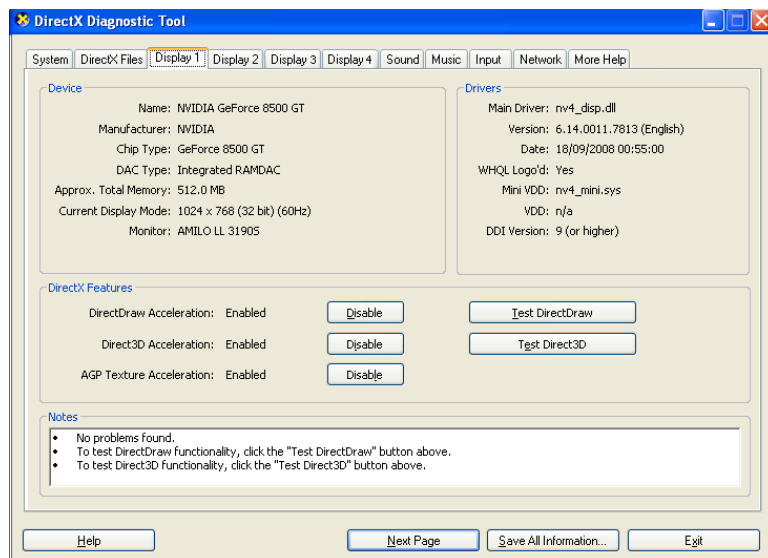 DirectX Diagnostic Tool
System DirectX Files Display 1 Display 2 Display 3 Display 4 Sound Music Input Network More Help
Device
Name: NVIDIA GeForce 8500 GT
Manufacturer: NVIDIA
Chip Type: GeForce 8500 GT
DAC Type: Integrated RAMDAC
Approx. Total Memory: 512.0 MB
Current Display Mode: 1024 x 768 (32 bit) (60Hz)
Monitor: AMILO LL 3190S
Drivers
Main Driver: nv4_disp.dll
Version: 6.14.0011.7813 (English)
Date: 18/09/2008 00:55:00
WHQL Logo'd: Yes
Mini VDD: nv4_mini.sys
VDD: n/a
DDI Version: 9 (or higher)
DirectX Features
DirectDraw Acceleration: Enabled Disable Test DirectDraw
Direct3D Acceleration: Enabled Disable Test Direct3D
AGP Texture Acceleration: Enabled Disable
Notes
• No problems found.
• To test DirectDraw functionality, click the "Test DirectDraw" button above.
• To test Direct3D functionality, click the "Test Direct3D" button above.
Help Next Page Save All Information... Exit